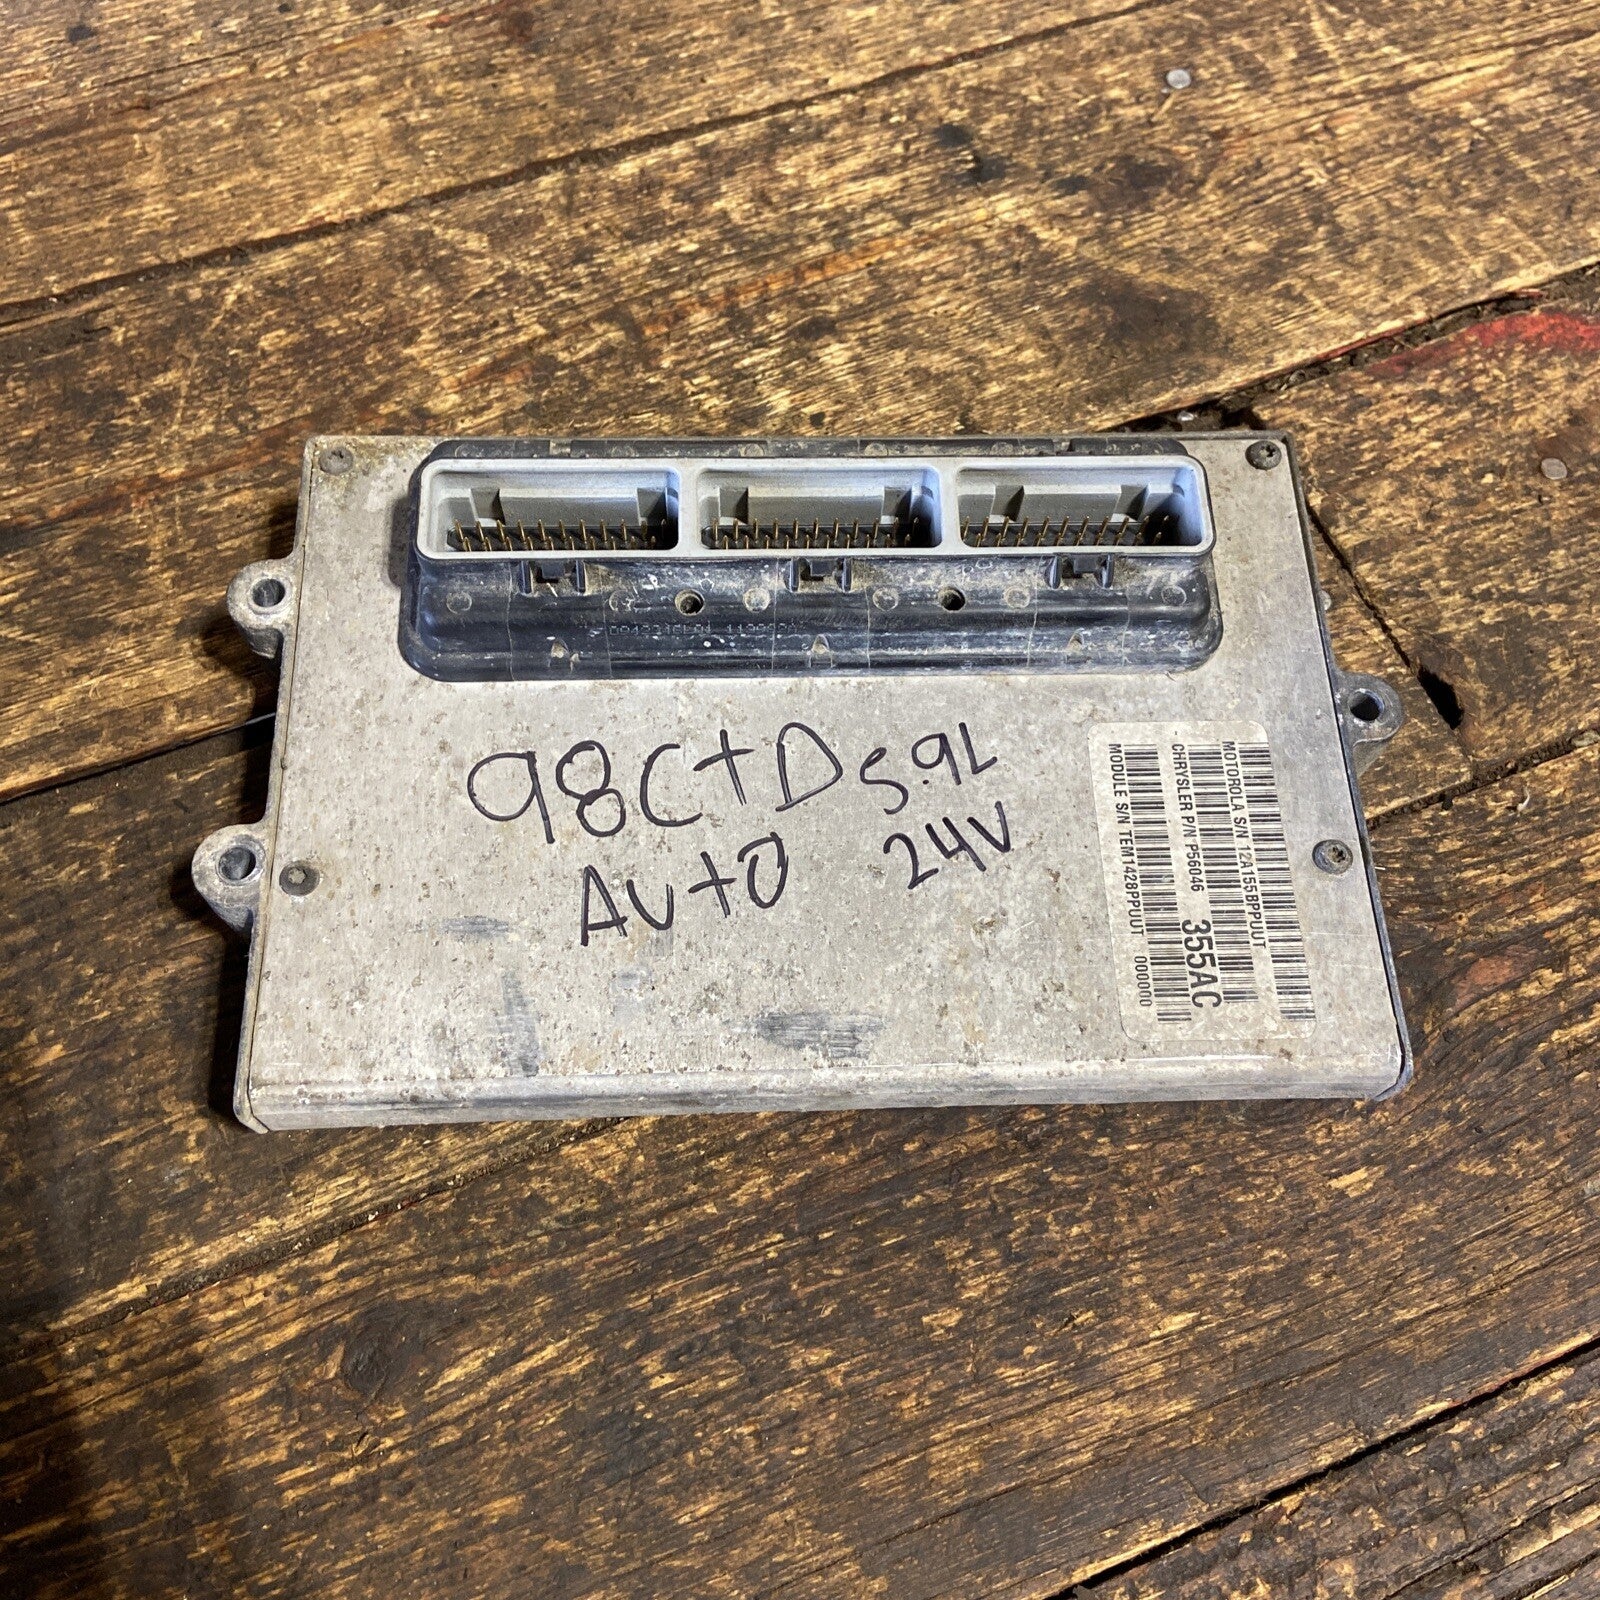 98CTD 5.9L
AUTO 24V
MOTOROLA S/N 12A155BPPUUT
CHRYSLER P/N P56046 355AC
MODULE S/N TEM1428PPUUT 000000